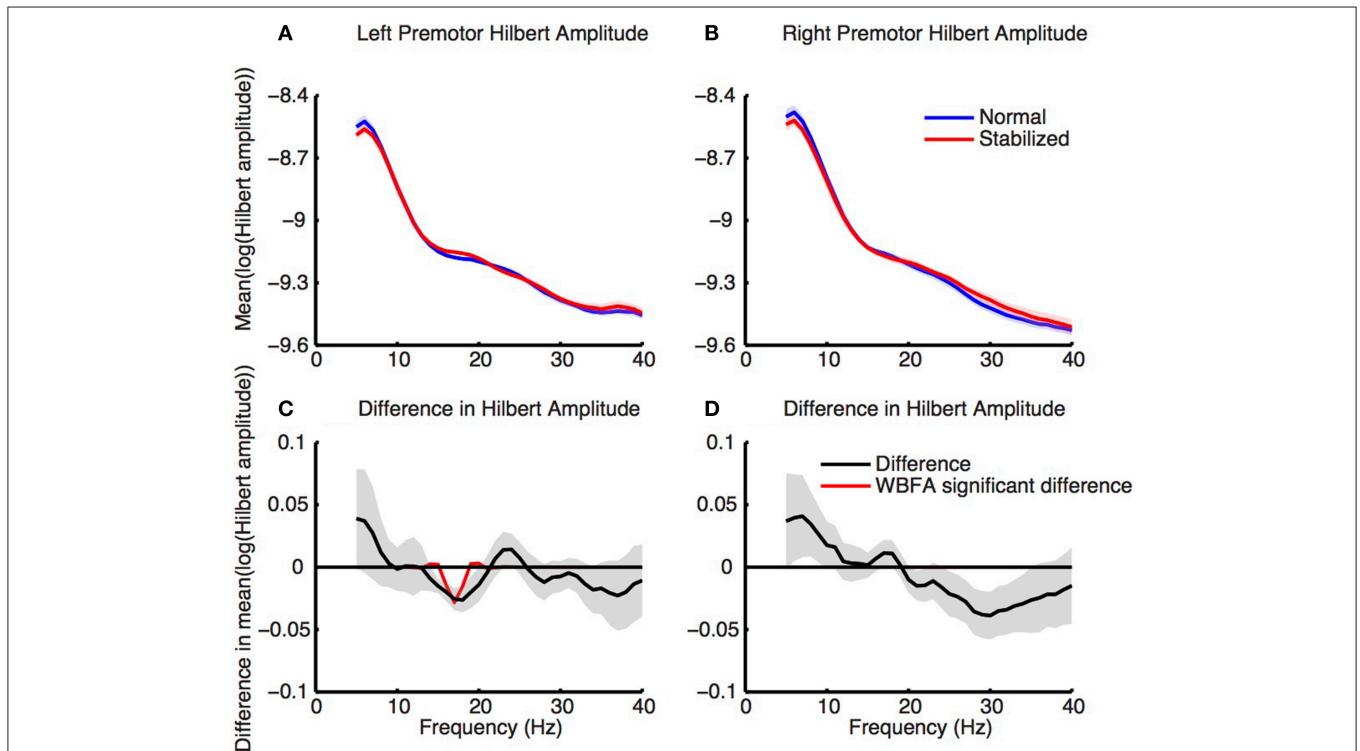 A Left Premotor Hilbert Amplitude
B Right Premotor Hilbert Amplitude
Mean(log(Hilbert amplitude))
−8.4
−8.7
−9
−9.3
−9.6
0 10 20 30 40
−8.4
−8.7
−9
−9.3
−9.6
0 10 20 30 40
Normal
Stabilized
C Difference in Hilbert Amplitude
D Difference in Hilbert Amplitude
Difference in mean(log(Hilbert amplitude))
0.1
0.05
0
−0.05
−0.1
0 10 20 30 40
Frequency (Hz)
0.1
0.05
0
−0.05
−0.1
0 10 20 30 40
Frequency (Hz)
Difference
WBFA significant difference